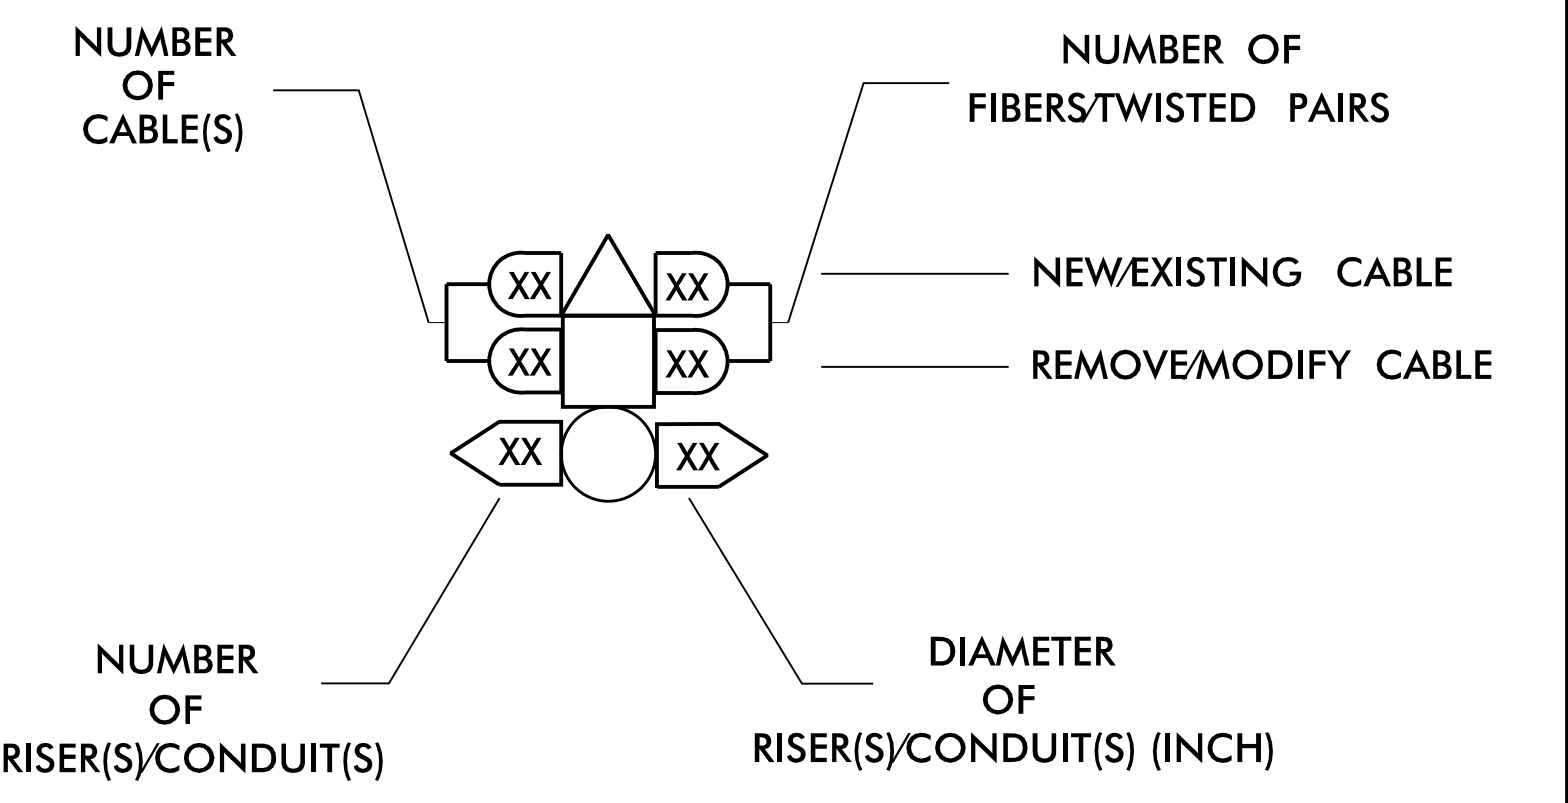 NUMBER
OF
CABLE(S)
NUMBER OF
FIBERS/TWISTED PAIRS
XX
XX
NEW/EXISTING CABLE
XX
XX
REMOVE/MODIFY CABLE
XX
XX
NUMBER
OF
RISER(S)/CONDUIT(S)
DIAMETER
OF
RISER(S)/CONDUIT(S) (INCH)